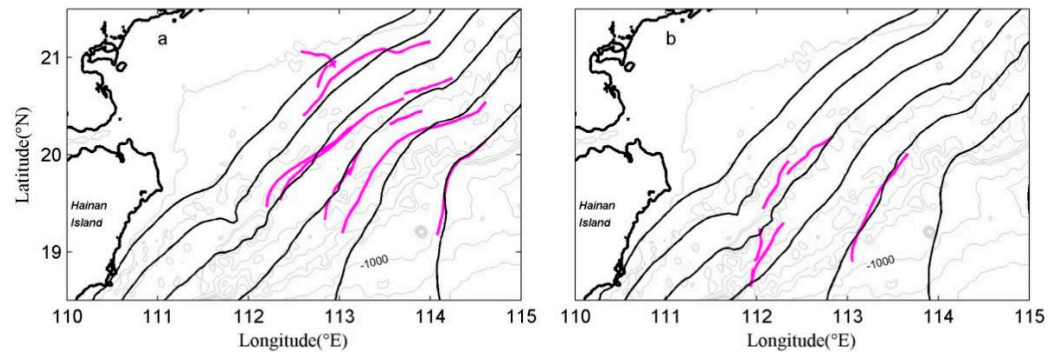 a
b
21
20
19
Latitude(°N)
Hainan
Island
-1000
Hainan
Island
-1000
110 111 112 113 114 115
110 111 112 113 114 115
Longitude(°E)
Longitude(°E)